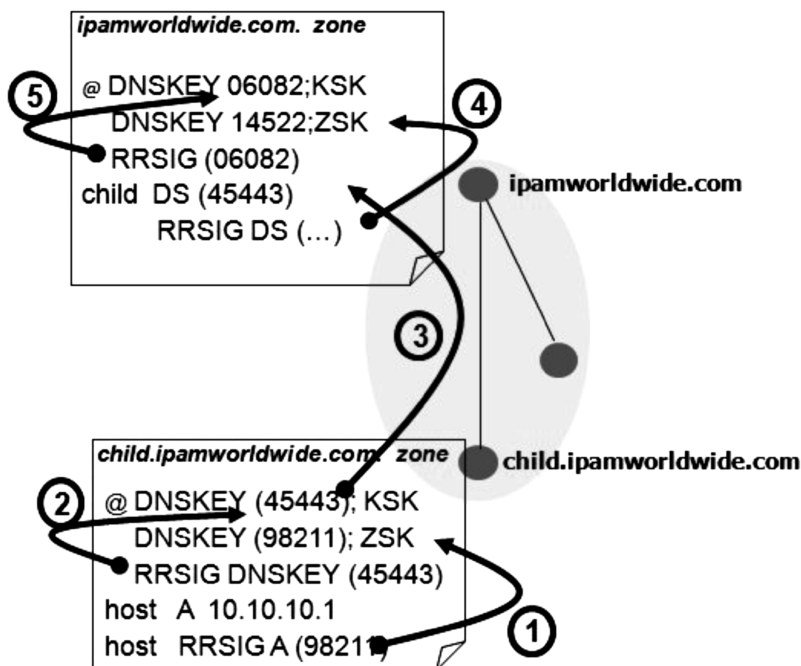 ipamworldwide.com. zone
@ DNSKEY 06082;KSK
DNSKEY 14522;ZSK
RRSIG (06082)
child DS (45443)
RRSIG DS (...)
5
4
ipamworldwide.com
3
child.ipamworldwide.com. zone
child.ipamworldwide.com
@ DNSKEY (45443); KSK
DNSKEY (98211); ZSK
RRSIG DNSKEY (45443)
host A 10.10.10.1
host RRSIG A (98211)
2
1